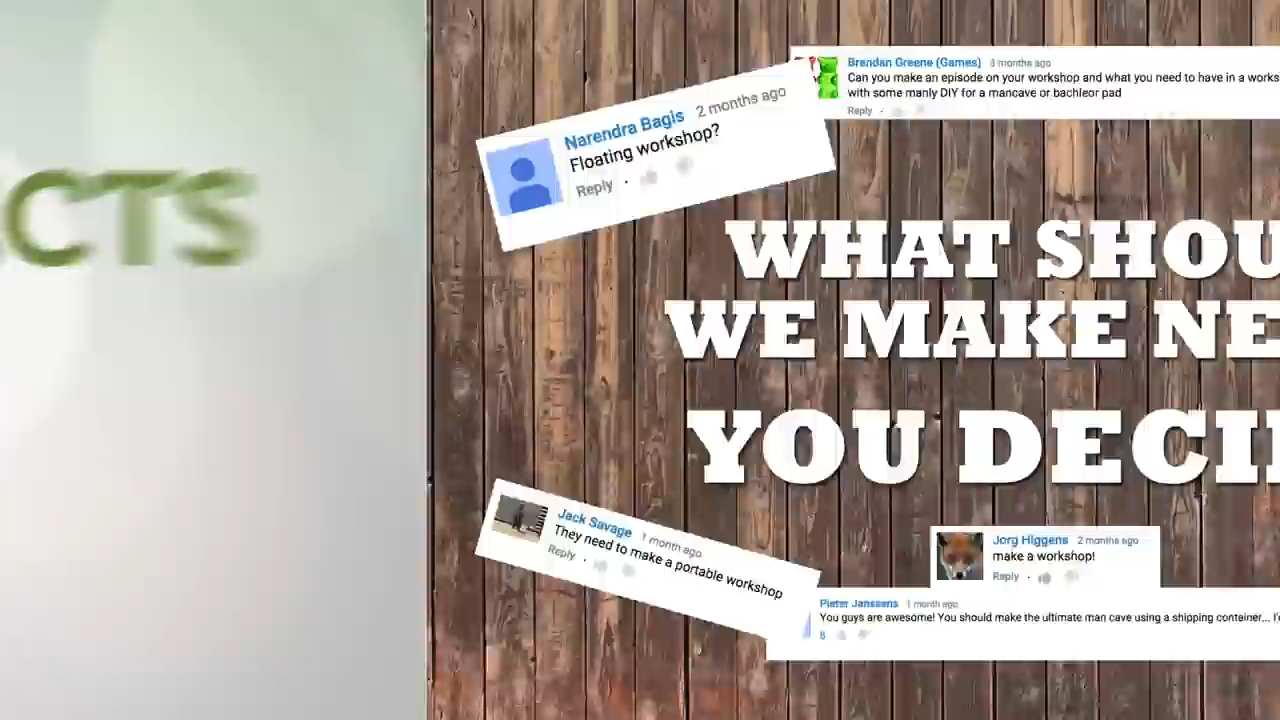 CTS
Brendan Greene (Games) 3 months ago
Can you make an episode on your workshop and what you need to have in a works
with some manly DIY for a mancave or bachleor pad
Reply ·
Narendra Bagis 2 months ago
Floating workshop?
Reply ·
WHAT SHOU
WE MAKE NE
YOU DECI
Jack Savage 1 month ago
They need to make a portable workshop
Reply ·
Jorg Higgens 2 months ago
make a workshop!
Reply ·
Pieter Janssens 1 month ago
You guys are awesome! You should make the ultimate man cave using a shipping container... I'
8